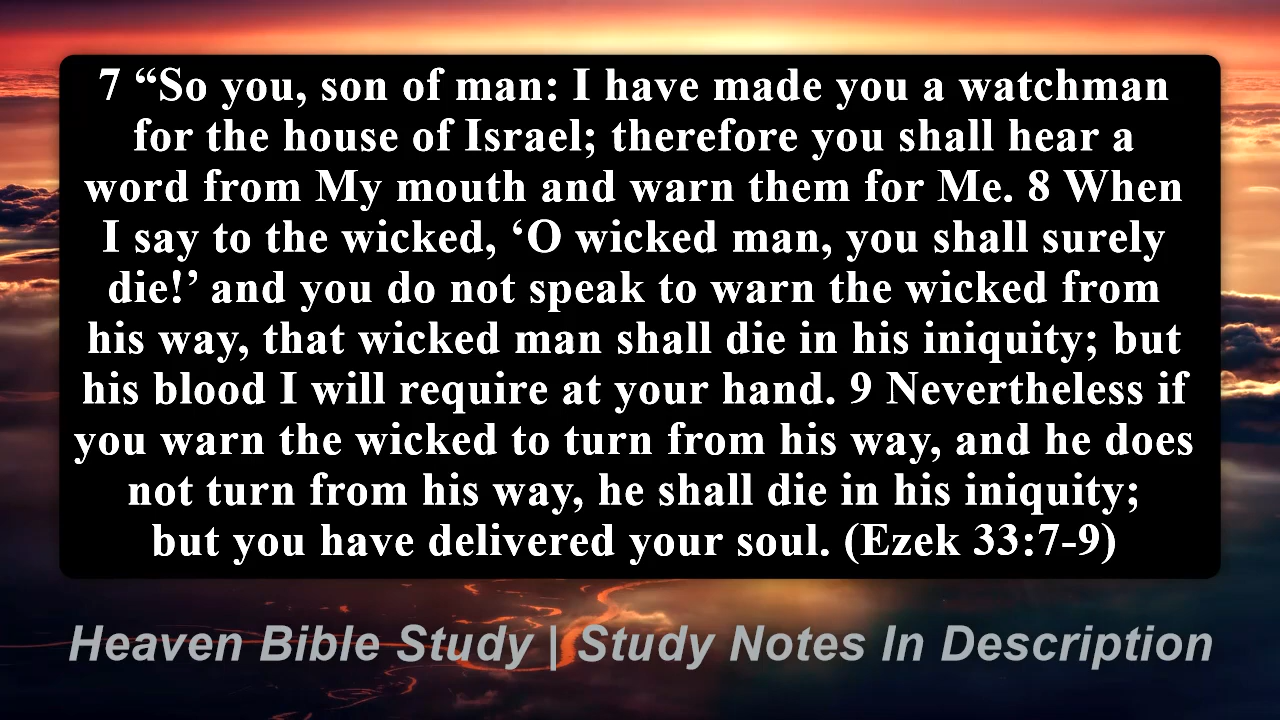 7 “So you, son of man: I have made you a watchman
for the house of Israel; therefore you shall hear a
word from My mouth and warn them for Me. 8 When
I say to the wicked, ‘O wicked man, you shall surely
die!’ and you do not speak to warn the wicked from
his way, that wicked man shall die in his iniquity; but
his blood I will require at your hand. 9 Nevertheless if
you warn the wicked to turn from his way, and he does
not turn from his way, he shall die in his iniquity;
but you have delivered your soul. (Ezek 33:7-9)
Heaven Bible Study | Study Notes In Description